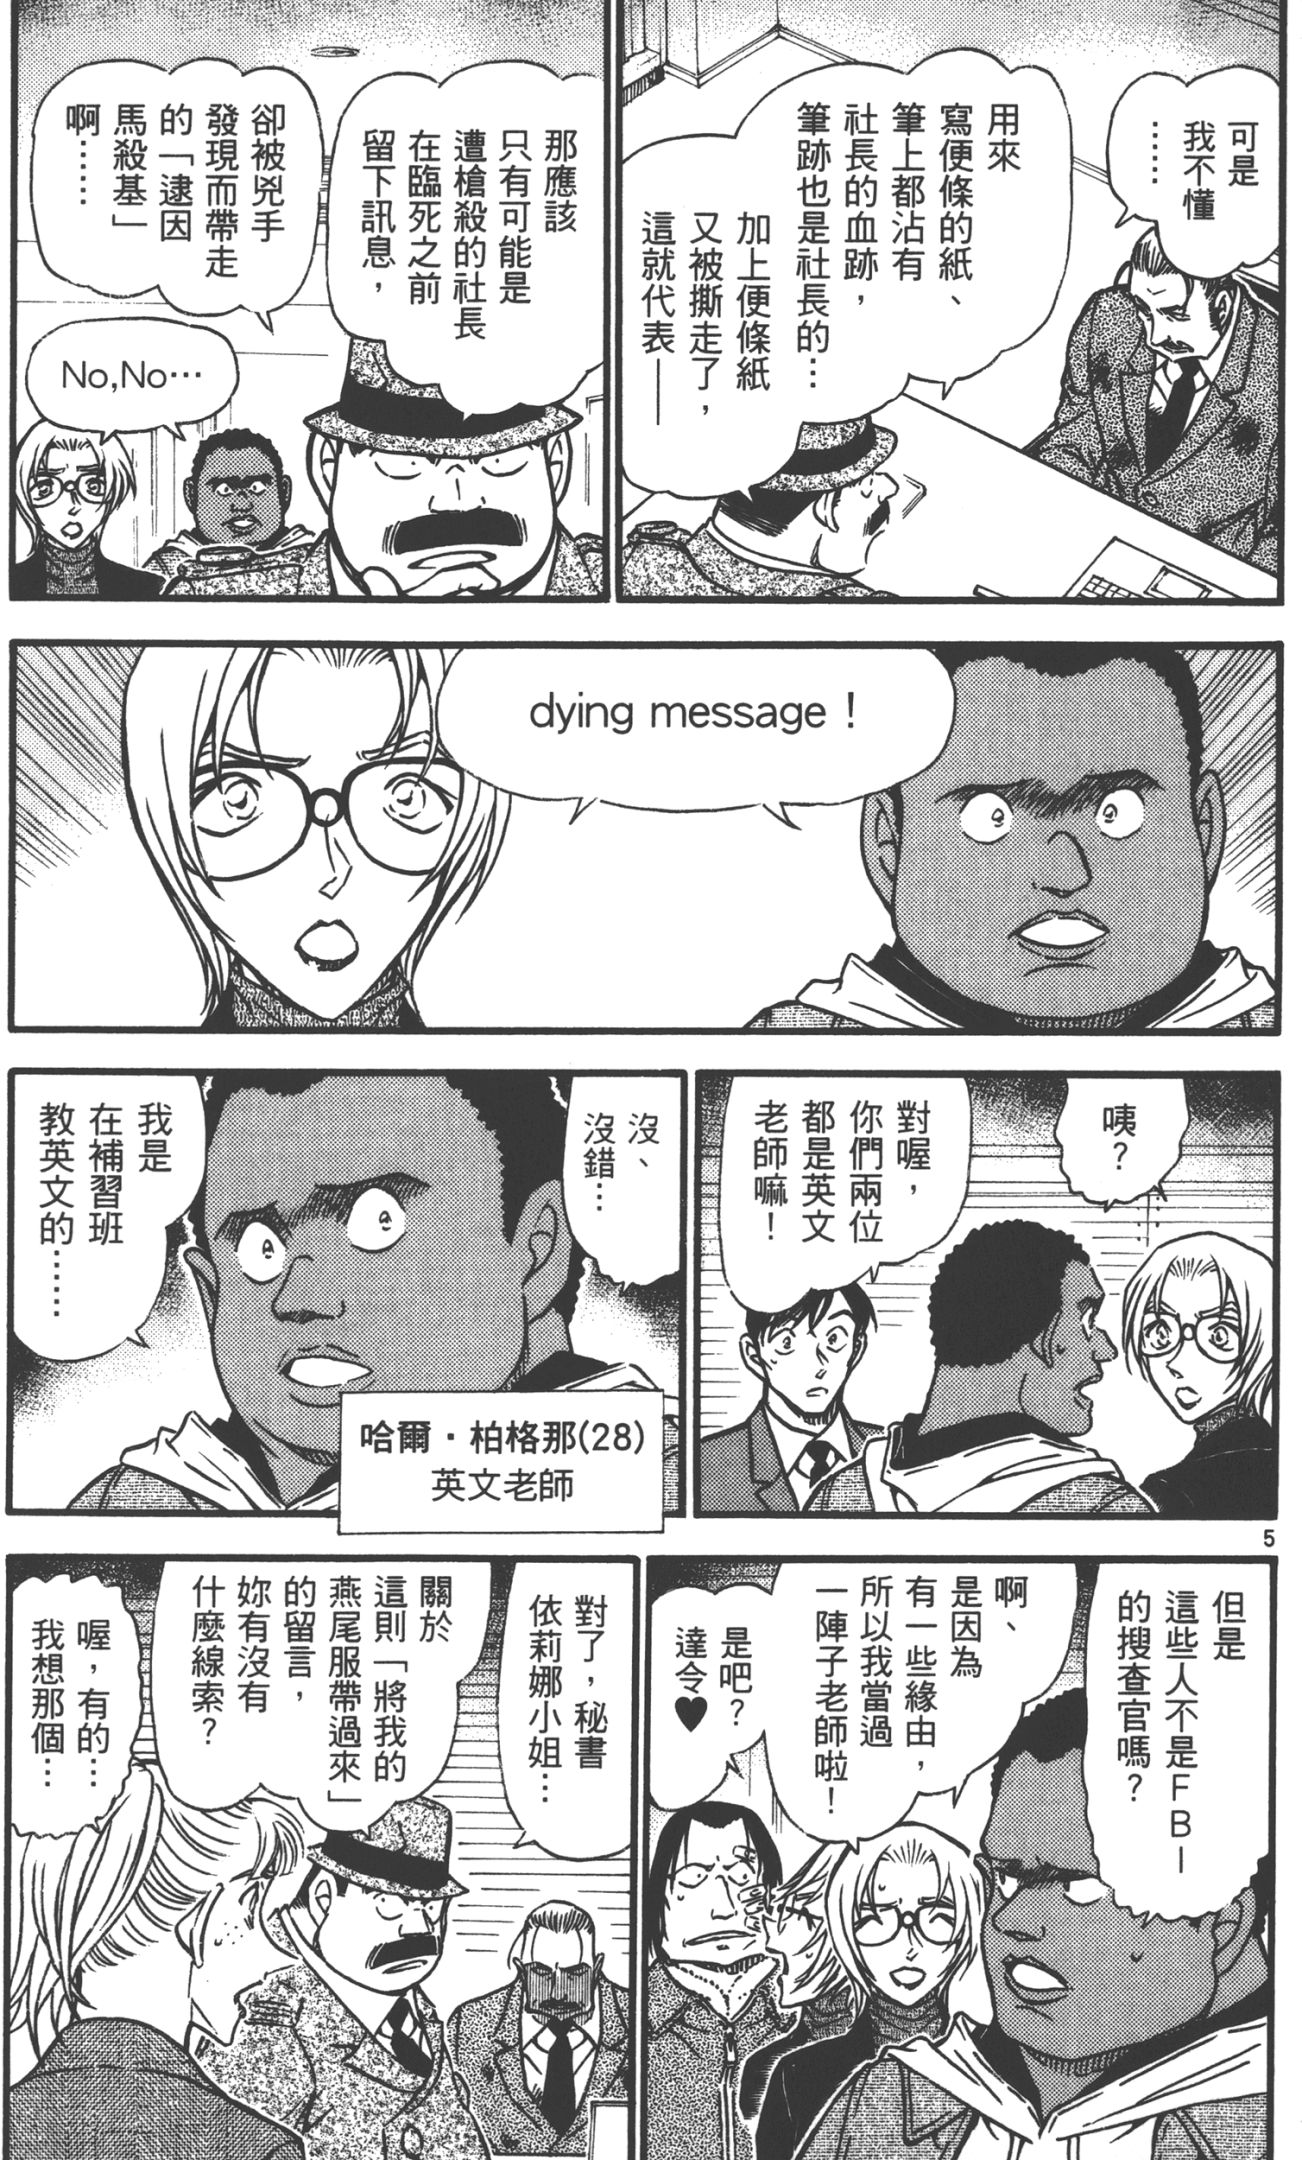 可是
我不懂
……
用來
寫便條的紙、
筆上都沾有
社長的血跡，
筆跡也是社長的…
加上便條紙
又被撕走了，
這就代表——
那應該
只有可能是
遭槍殺的社長
在臨死之前
留下訊息，
卻被兇手
發現而帶走
的「逮因
馬殺基」
啊……
No,No…
dying message！
咦？
對喔，
你們兩位
都是英文
老師嘛！
沒、
沒錯…
我是
在補習班
教英文的……
哈爾・柏格那(28)
英文老師
5
但是
這些人不是FBI
的搜查官嗎？
啊、
是因為
有一些緣由，
所以我當過
一陣子老師啦！
是吧？
達令♥
對了，秘書
依莉娜小姐…
關於
這則「將我的
燕尾服帶過來」
的留言，
妳有沒有
什麼線索？
喔，有的…
我想那個…